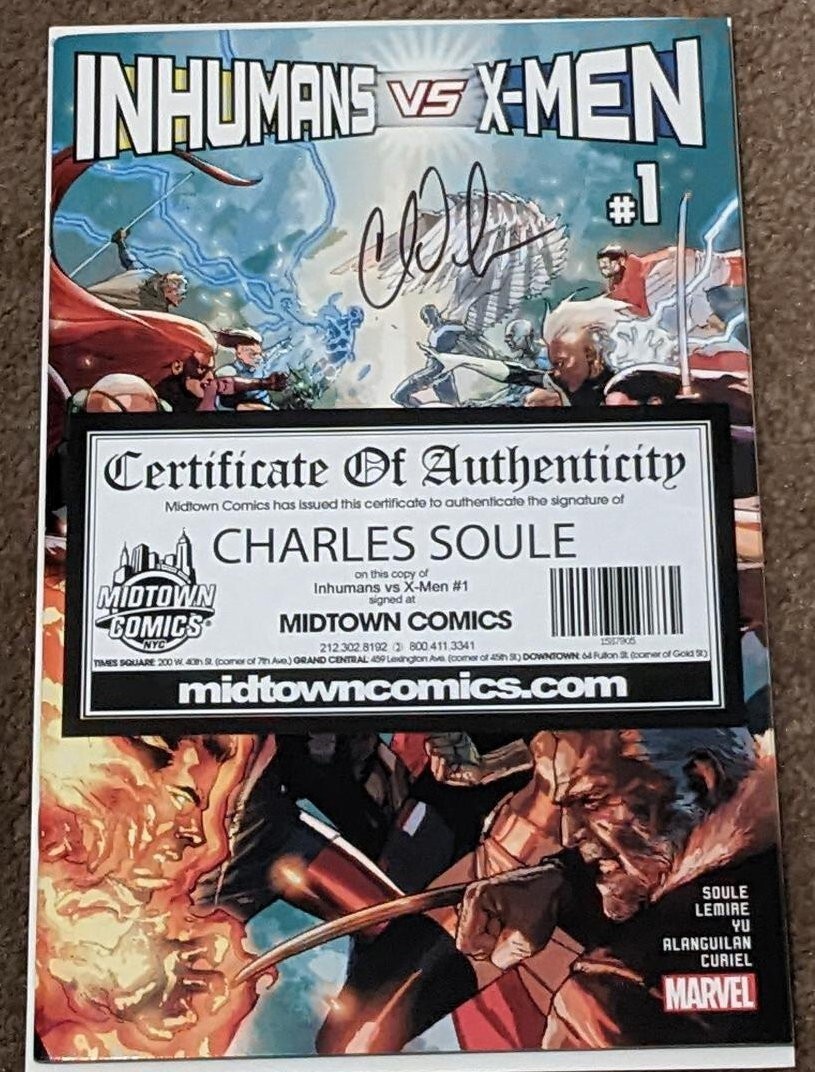 INHUMANS VS X-MEN
#1
Certificate Of Authenticity
Midtown Comics has issued this certificate to authenticate the signature of
CHARLES SOULE
on this copy of
Inhumans vs X-Men #1
signed at
MIDTOWN COMICS
MIDTOWN
COMICS®
NYC
1537905
212.302.8192 800.411.3341
TIMES SQUARE: 200 W. 40th St. (corner of 7th Ave.) GRAND CENTRAL: 459 Lexington Ave. (corner of 45th St.) DOWNTOWN: 64 Fulton St. (corner of Gold St.)
midtowncomics.com
SOULE
LEMIRE
YU
ALANGUILAN
CURIEL
MARVEL